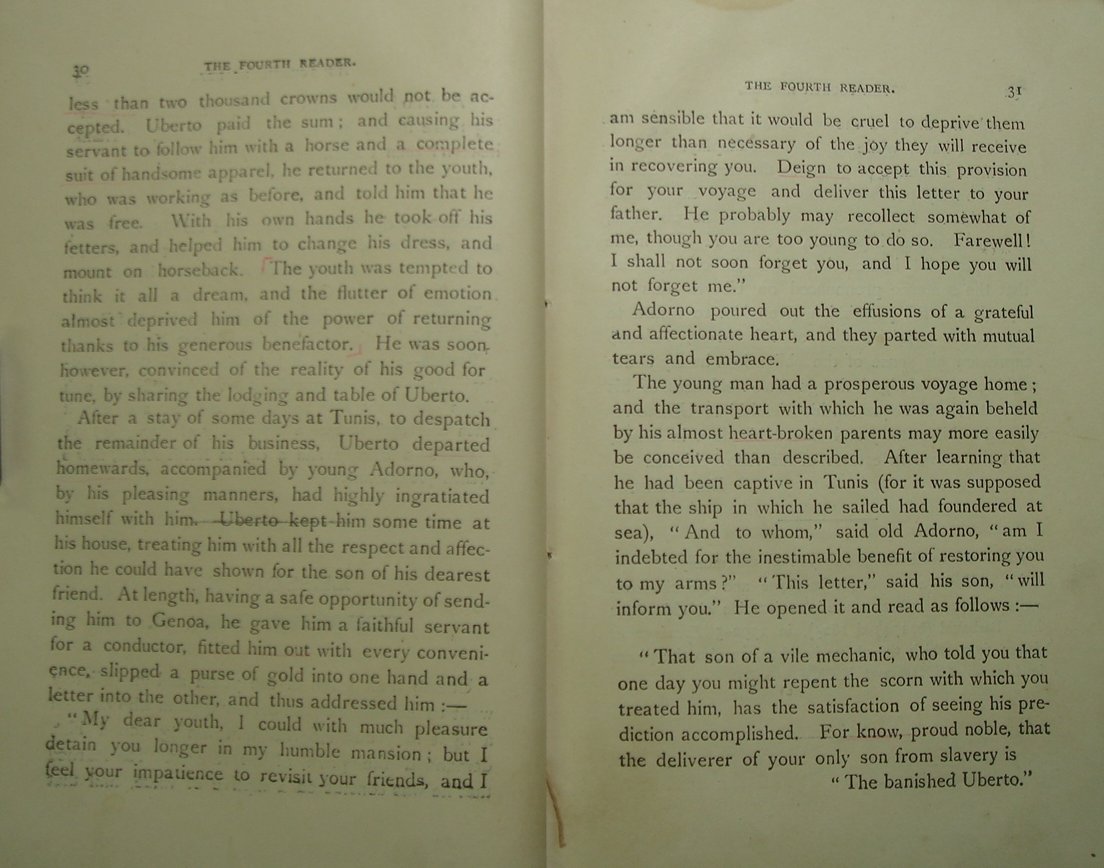 30
THE FOURTH READER.
less than two thousand crowns would not be ac-
cepted. Uberto paid the sum; and causing his
servant to follow him with a horse and a complete
suit of handsome apparel, he returned to the youth,
who was working as before, and told him that he
was free. With his own hands he took off his
fetters, and helped him to change his dress, and
mount on horseback. The youth was tempted to
think it all a dream, and the flutter of emotion
almost deprived him of the power of returning
thanks to his generous benefactor. He was soon,
however, convinced of the reality of his good for
tune, by sharing the lodging and table of Uberto.
After a stay of some days at Tunis, to despatch
the remainder of his business, Uberto departed
homewards, accompanied by young Adorno, who,
by his pleasing manners, had highly ingratiated
himself with him. Uberto kept him some time at
his house, treating him with all the respect and affec-
tion he could have shown for the son of his dearest
friend. At length, having a safe opportunity of send-
ing him to Genoa, he gave him a faithful servant
for a conductor, fitted him out with every conveni-
ence, slipped a purse of gold into one hand and a
letter into the other, and thus addressed him :—
"My dear youth, I could with much pleasure
detain you longer in my humble mansion; but I
feel your impatience to revisit your friends, and I
THE FOURTH READER.
31
am sensible that it would be cruel to deprive them
longer than necessary of the joy they will receive
in recovering you. Deign to accept this provision
for your voyage and deliver this letter to your
father. He probably may recollect somewhat of
me, though you are too young to do so. Farewell!
I shall not soon forget you, and I hope you will
not forget me."
Adorno poured out the effusions of a grateful
and affectionate heart, and they parted with mutual
tears and embrace.
The young man had a prosperous voyage home;
and the transport with which he was again beheld
by his almost heart-broken parents may more easily
be conceived than described. After learning that
he had been captive in Tunis (for it was supposed
that the ship in which he sailed had foundered at
sea), "And to whom," said old Adorno, "am I
indebted for the inestimable benefit of restoring you
to my arms?" "This letter," said his son, "will
inform you." He opened it and read as follows :—
"That son of a vile mechanic, who told you that
one day you might repent the scorn with which you
treated him, has the satisfaction of seeing his pre-
diction accomplished. For know, proud noble, that
the deliverer of your only son from slavery is
"The banished Uberto."